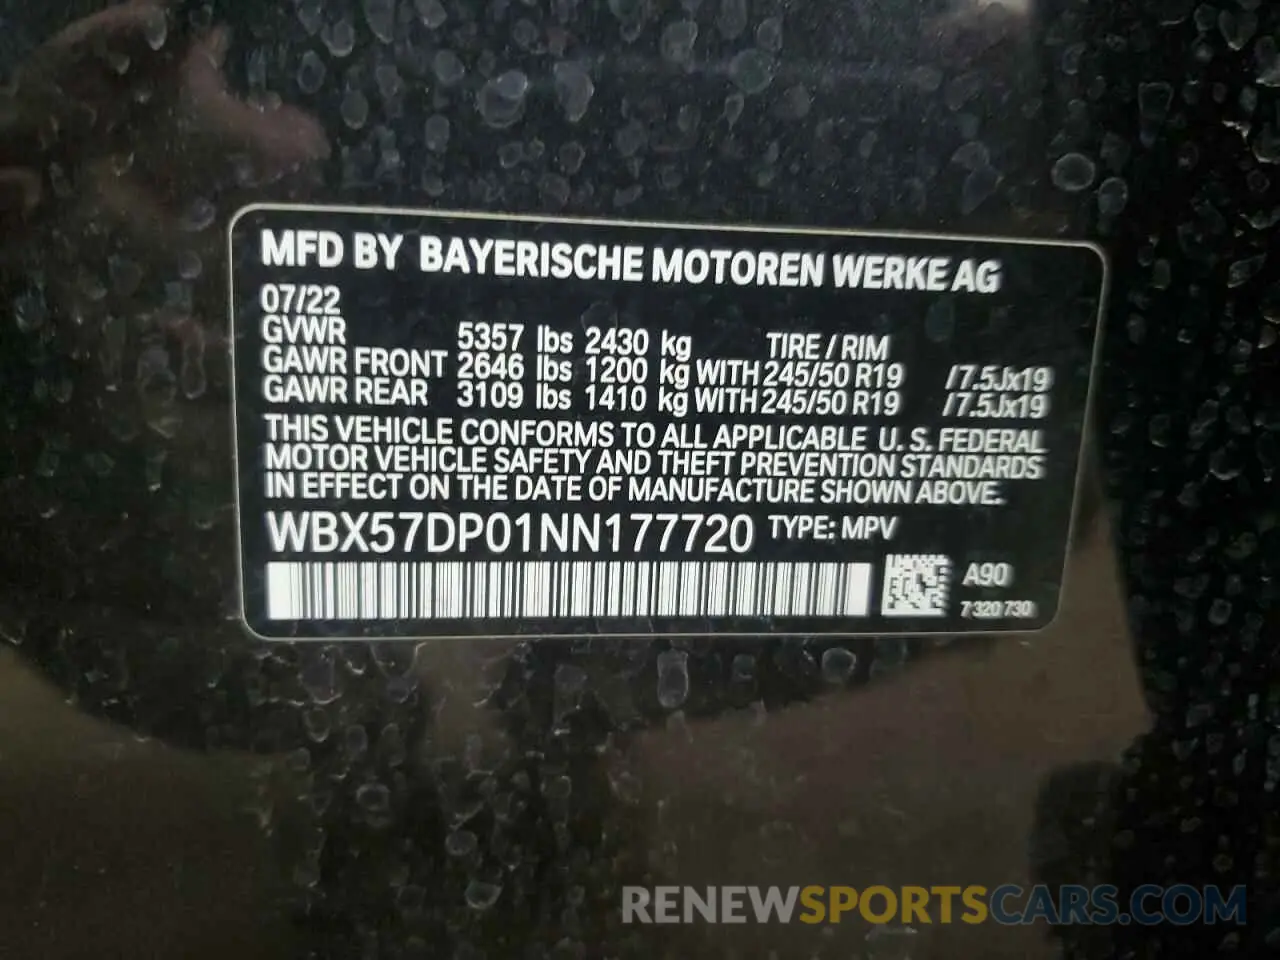 MFD BY BAYERISCHE MOTOREN WERKE AG
07/22
GVWR 5357 lbs 2430 kg TIRE / RIM
GAWR FRONT 2646 lbs 1200 kg WITH 245/50 R19 /7.5Jx19
GAWR REAR 3109 lbs 1410 kg WITH 245/50 R19 /7.5Jx19
THIS VEHICLE CONFORMS TO ALL APPLICABLE U. S. FEDERAL
MOTOR VEHICLE SAFETY AND THEFT PREVENTION STANDARDS
IN EFFECT ON THE DATE OF MANUFACTURE SHOWN ABOVE.
WBX57DP01NN177720 TYPE: MPV
A90
7 320 730
RENEWSPORTSCARS.COM